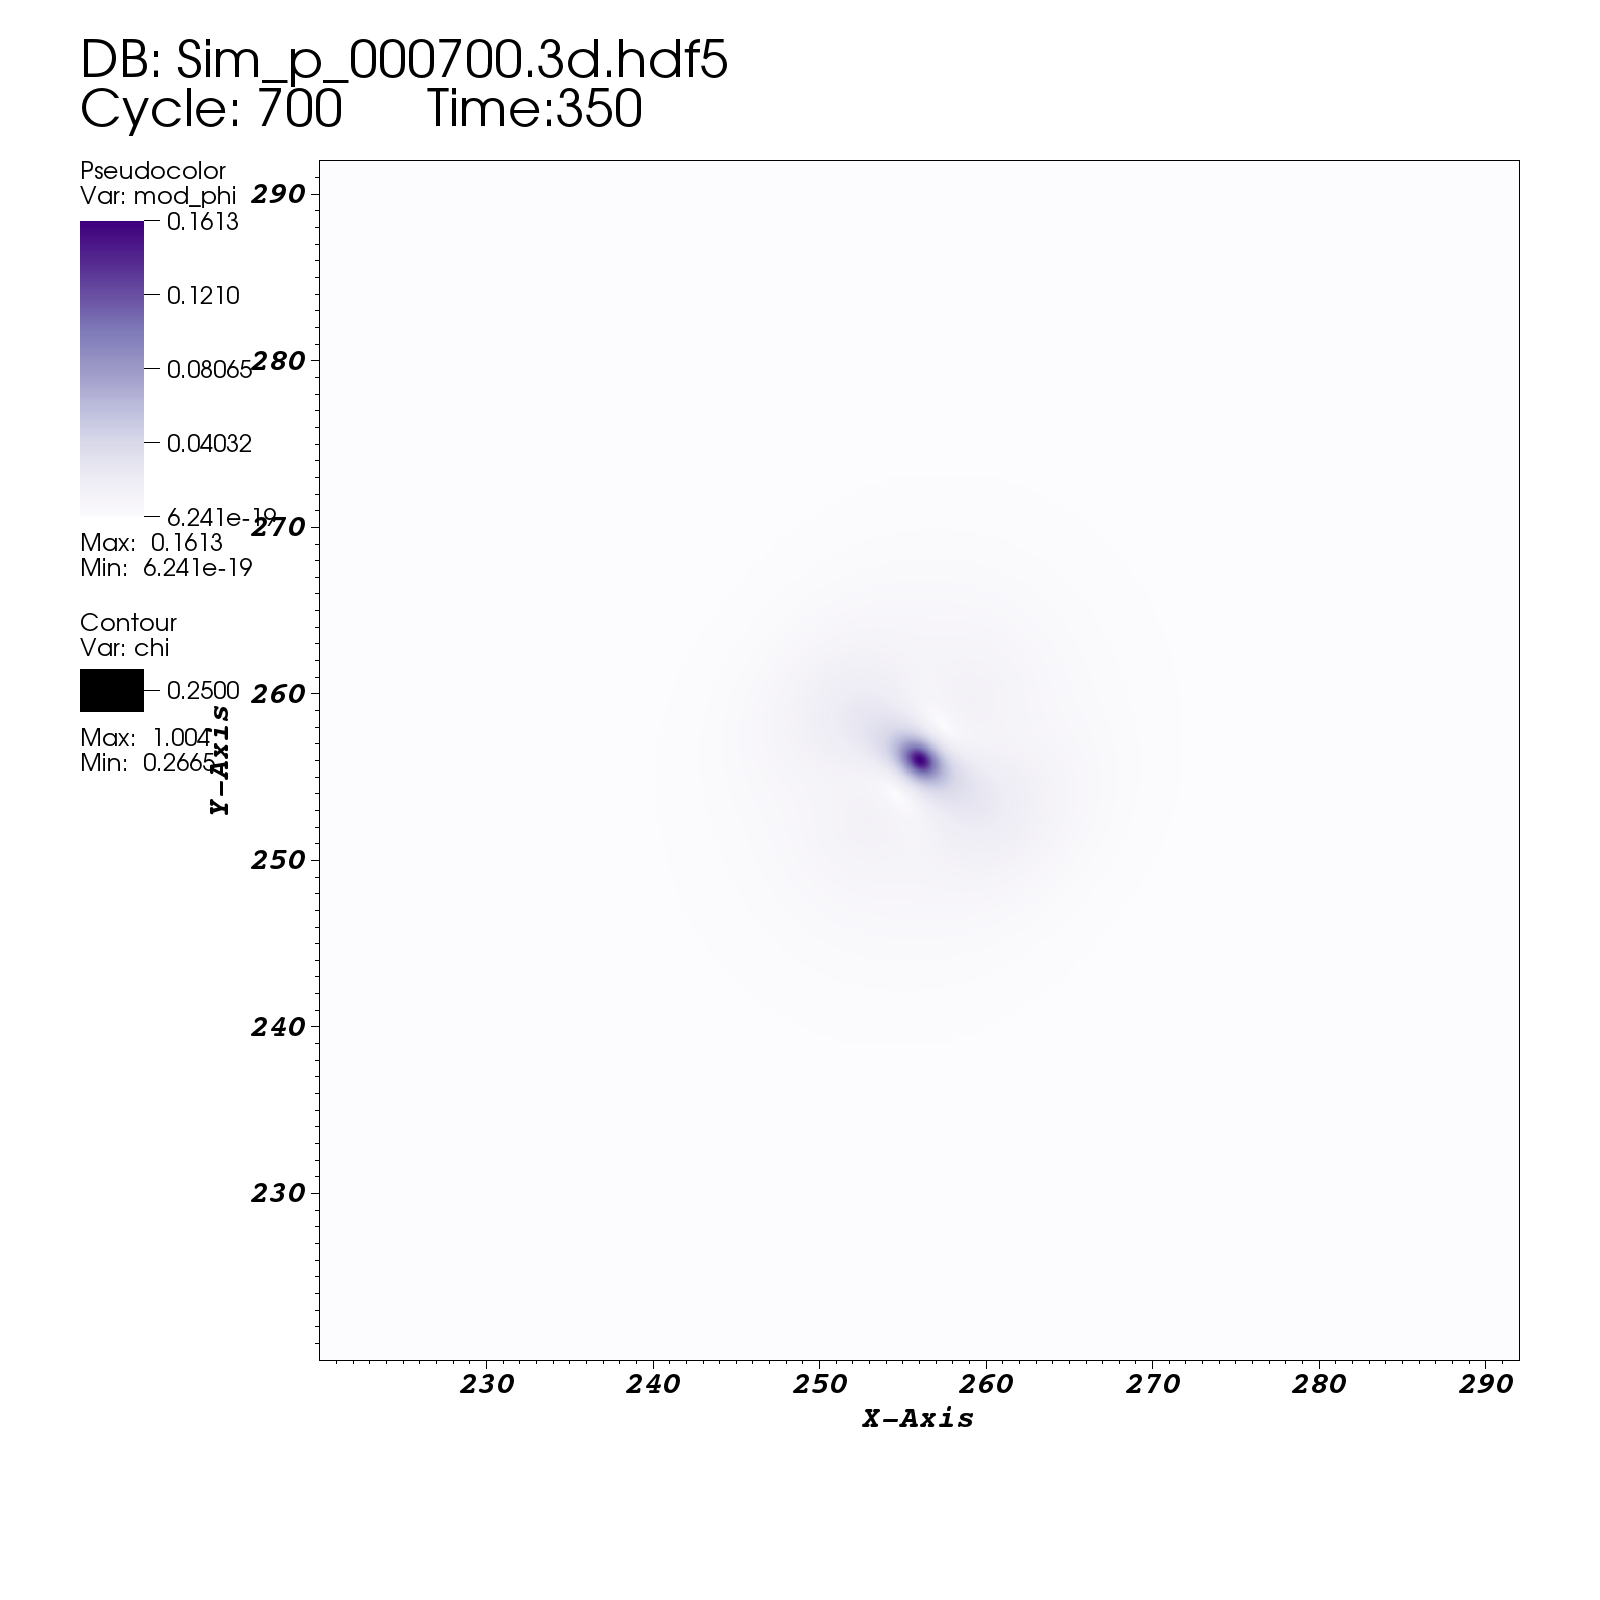 DB: Sim_p_000700.3d.hdf5
Cycle: 700 Time:350
Pseudocolor
Var: mod_phi
0.1613
0.1210
0.08065
0.04032
6.241e-19
Max: 0.1613
Min: 6.241e-19
Contour
Var: chi
0.2500
Max: 1.004
Min: 0.2665
Y-Axis
290
280
270
260
250
240
230
230 240 250 260 270 280 290
X-Axis